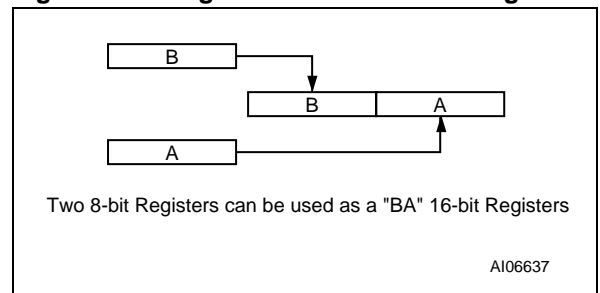 B
B A
A
Two 8-bit Registers can be used as a "BA" 16-bit Registers
AI06637